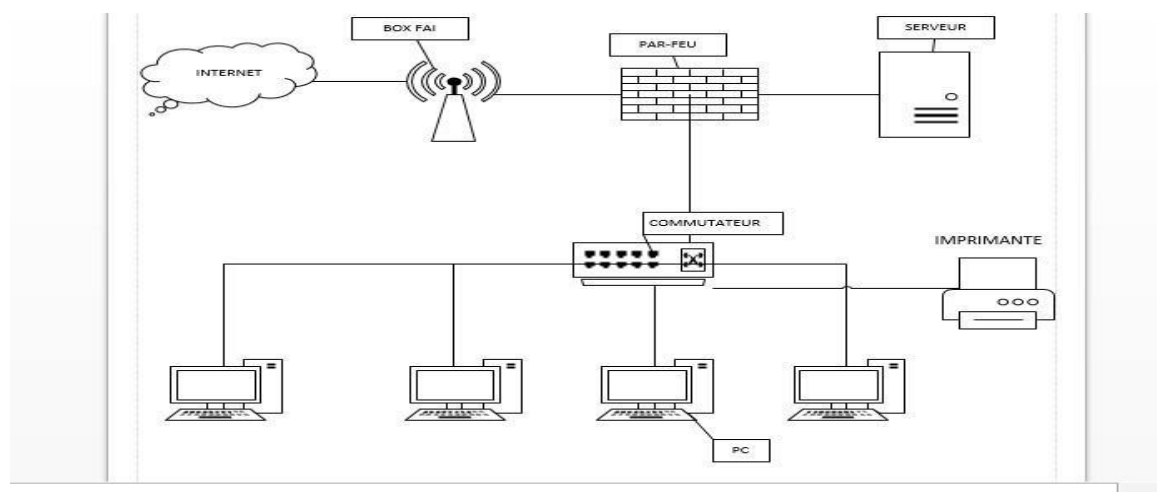 BOX FAI
SERVEUR
PAR-FEU
INTERNET
COMMUTATEUR
IMPRIMANTE
PC